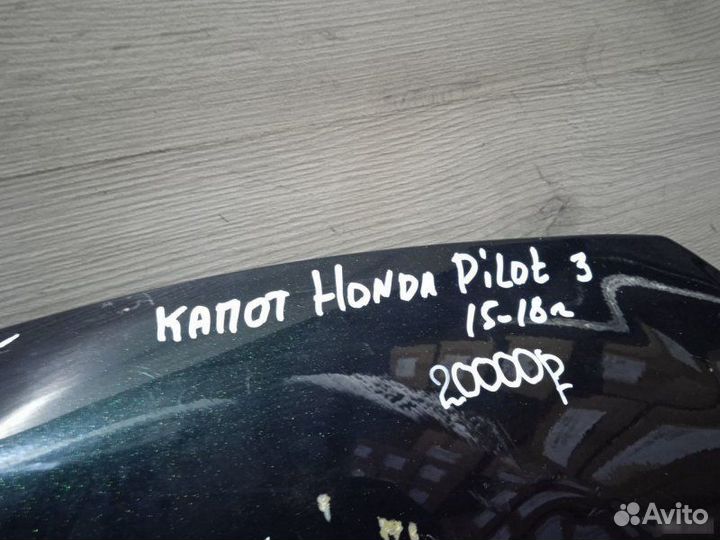 КАПОТ HONDA PiLot 3
15-18г
20000р
Avito